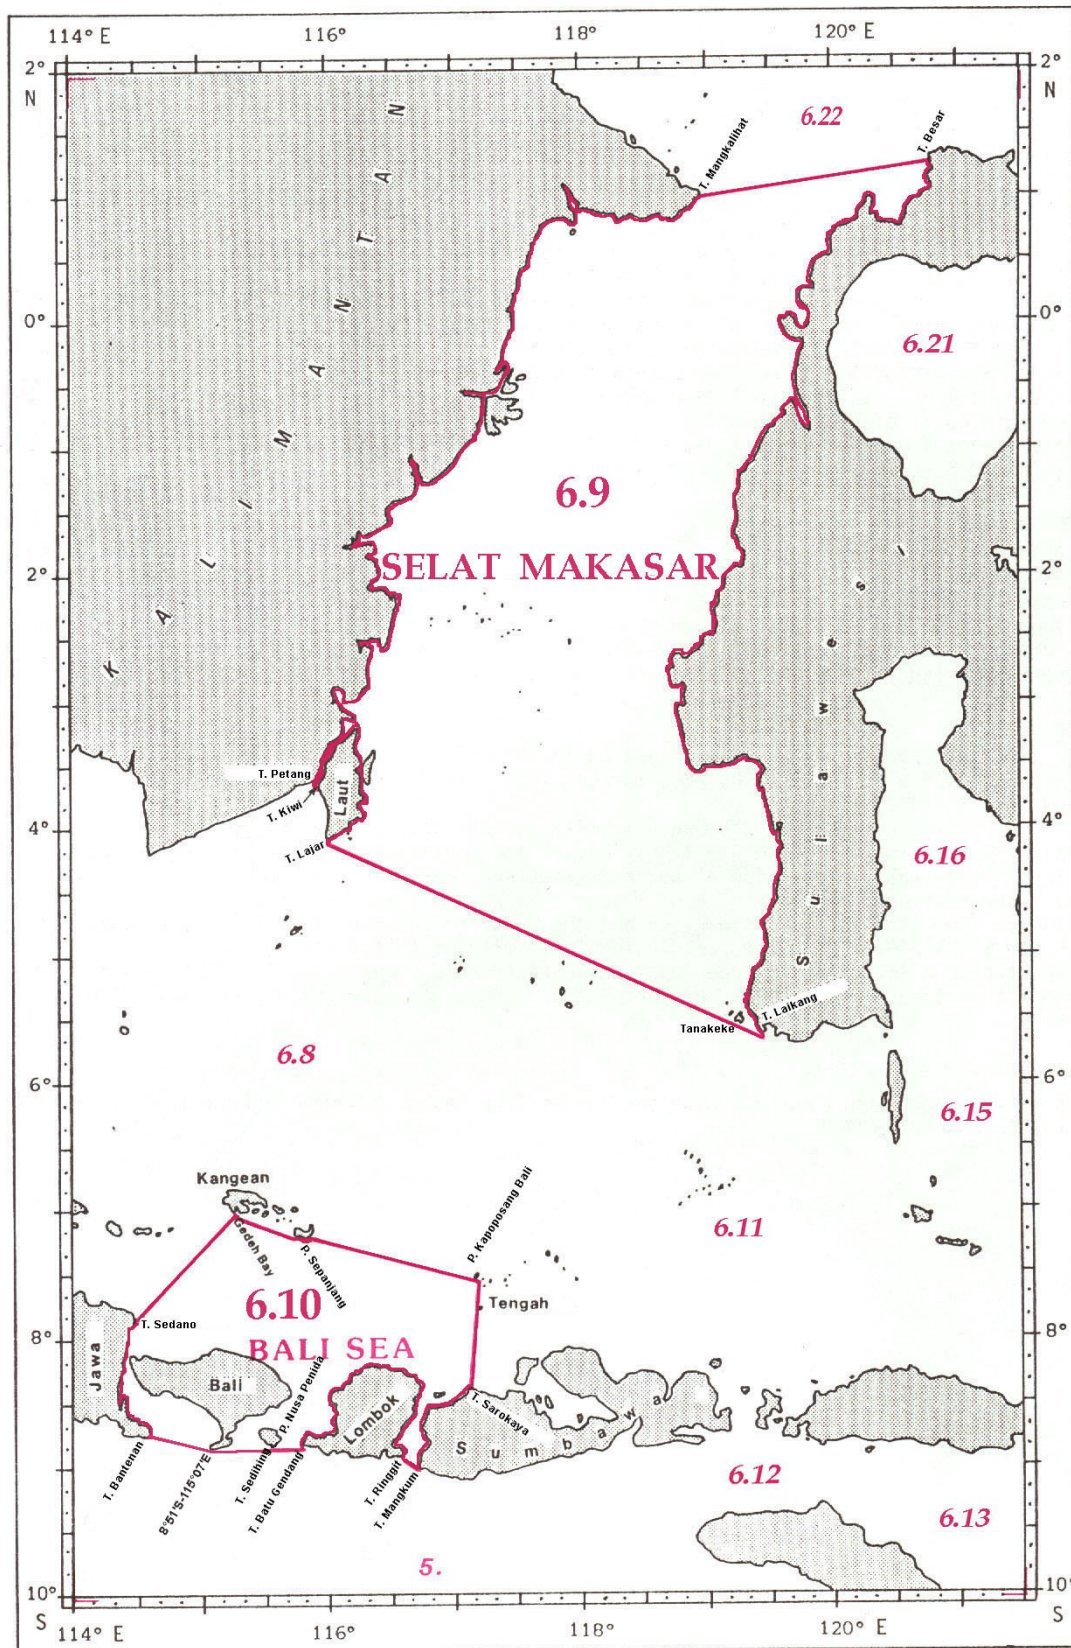 114° E
116°
118°
120° E
2°
N
2°
N
6.22
T. Mangkalihat
T. Besar
KALIMANTAN
0°
0°
6.21
6.9
SELAT MAKASAR
2°
2°
Sulawesi
T. Petang
T. Kiwi
Laut
T. Lajar
4°
4°
6.16
T. Laikang
Tanakeke
6.8
6°
6°
6.15
Kangean
Gedeh Bay
P. Sepanjang
P. Kapoposang Bali
6.11
6.10
BALI SEA
Tengah
T. Sedano
8°
8°
Jawa
Bali
P. Nusa Penida
Lombok
T. Sarokaya
Sumbawa
T. Bantenan
8°51'S-115°07'E
T. Sedihing
T. Batu Gendang
T. Ringgit
T. Mangkum
6.12
6.13
5.
10°
S
10°
S
114° E
116°
118°
120° E